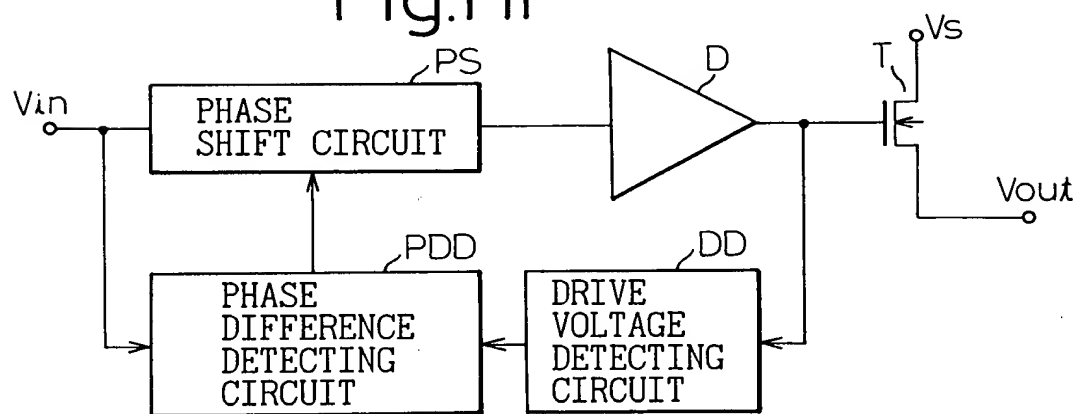 PS
D
T
Vs
Vin
PHASE
SHIFT CIRCUIT
Vout
PDD
DD
PHASE
DIFFERENCE
DETECTING
CIRCUIT
DRIVE
VOLTAGE
DETECTING
CIRCUIT